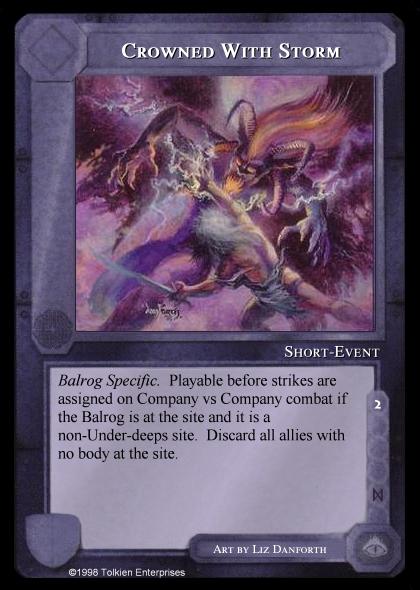 Crowned With Storm
Short-Event
Balrog Specific. Playable before strikes are
assigned on Company vs Company combat if
the Balrog is at the site and it is a
non-Under-deeps site. Discard all allies with
no body at the site.
2
Art by Liz Danforth
©1998 Tolkien Enterprises